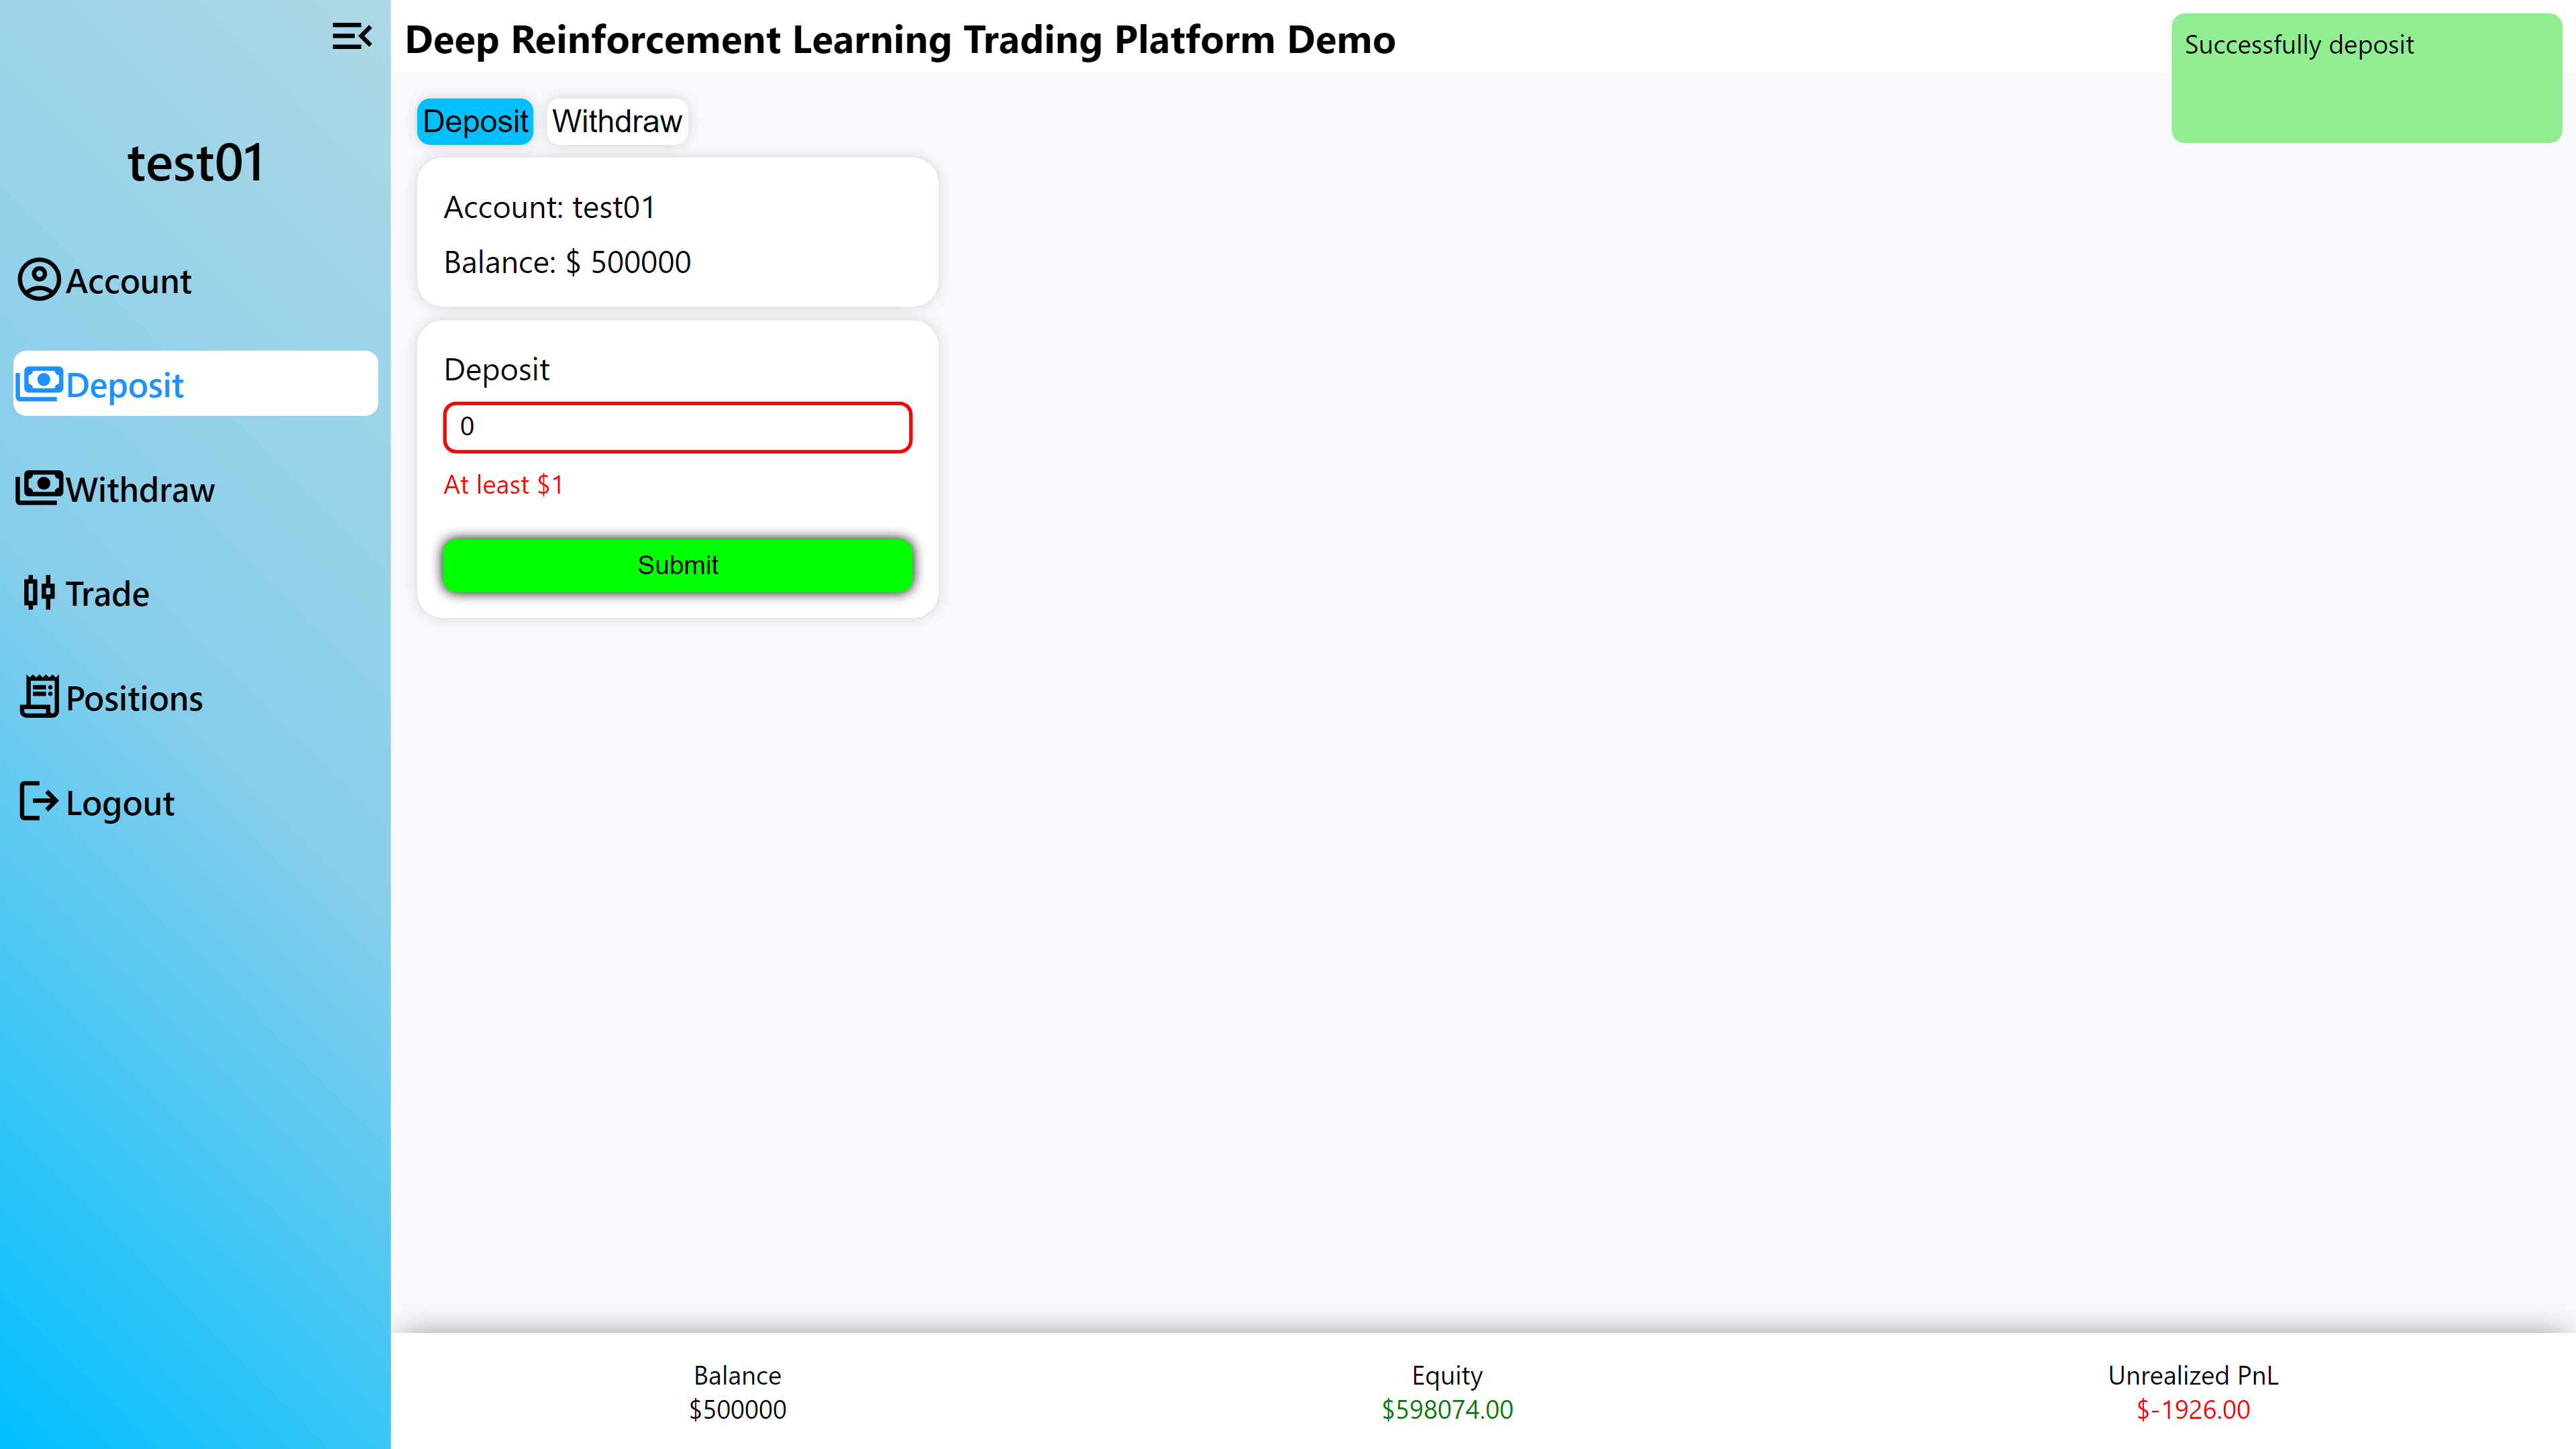 Deep Reinforcement Learning Trading Platform Demo
Successfully deposit
test01
Account
Deposit
Withdraw
Trade
Positions
Logout
Deposit
Withdraw
Account: test01
Balance: $ 500000
Deposit
0
At least $1
Submit
Balance
$500000
Equity
$598074.00
Unrealized PnL
$-1926.00